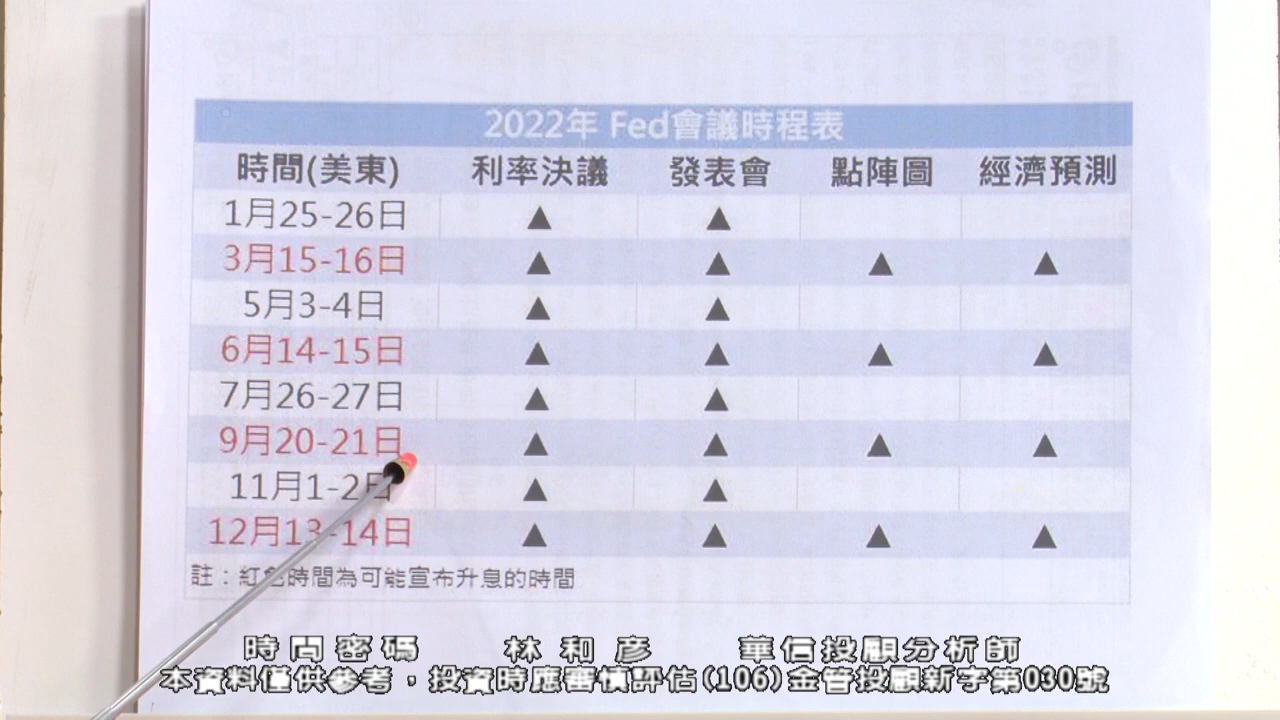 2022年 Fed會議時程表
時間(美東) 利率決議 發表會 點陣圖 經濟預測
1月25-26日 ▲ ▲
3月15-16日 ▲ ▲ ▲ ▲
5月3-4日 ▲ ▲
6月14-15日 ▲ ▲ ▲ ▲
7月26-27日 ▲ ▲
9月20-21日 ▲ ▲ ▲ ▲
11月1-2日 ▲ ▲
12月13-14日 ▲ ▲ ▲ ▲
註：紅色時間為可能宣布升息的時間
時間密碼 林和彥 華信投顧分析師
本資料僅供參考，投資時應審慎評估(106)金管投顧新字第030號